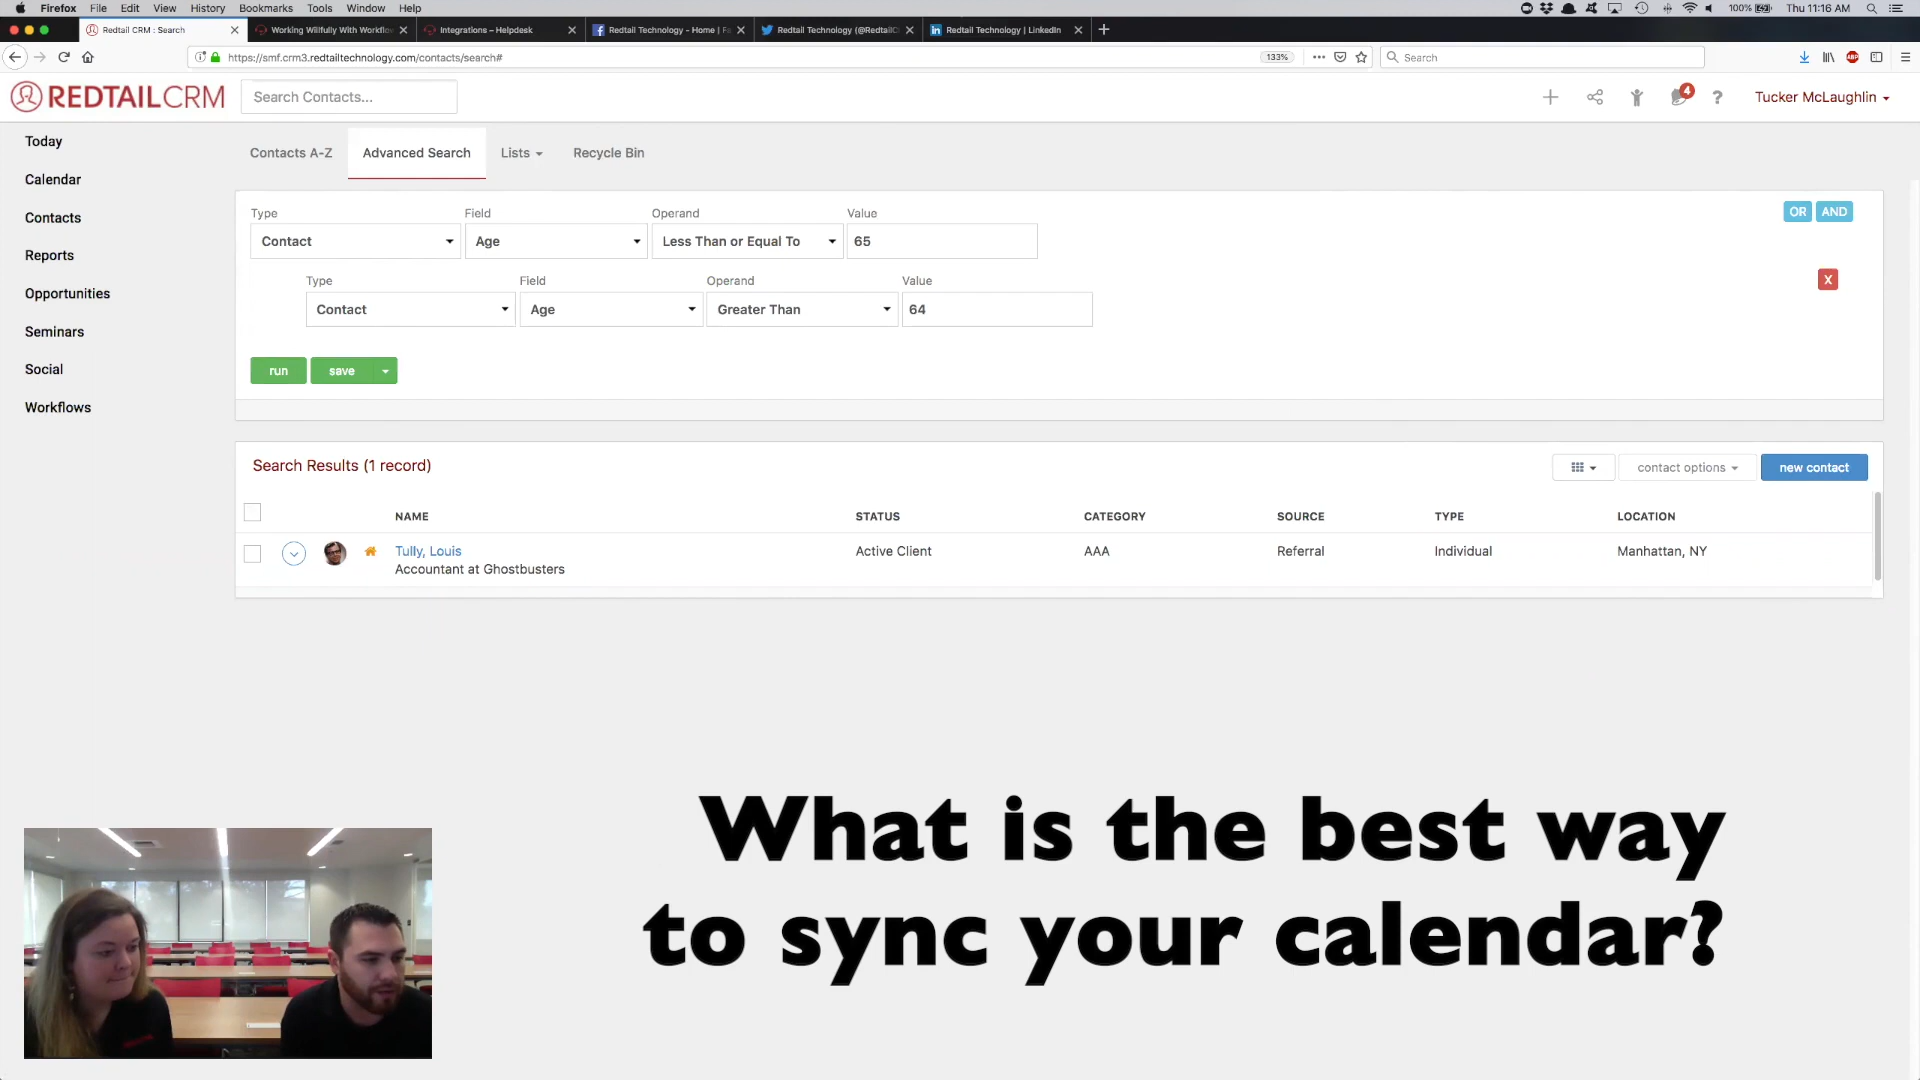 Firefox File Edit View History Bookmarks Tools Window Help 100% Thu 11:16 AM
Redtail CRM : Search Working Willfully With Workflow Integrations – Helpdesk Redtail Technology - Home | Redtail Technology (@Redtail Redtail Technology | LinkedIn
https://smf.crm3.redtailtechnology.com/contacts/search# 133% Search
REDTAILCRM Search Contacts... 4 ? Tucker McLaughlin
Today
Calendar
Contacts
Reports
Opportunities
Seminars
Social
Workflows
Contacts A-Z Advanced Search Lists Recycle Bin
Type Field Operand Value OR AND
Contact Age Less Than or Equal To 65
Type Field Operand Value X
Contact Age Greater Than 64
run save
Search Results (1 record) contact options new contact
NAME STATUS CATEGORY SOURCE TYPE LOCATION
Tully, Louis Active Client AAA Referral Individual Manhattan, NY
Accountant at Ghostbusters
What is the best way
to sync your calendar?